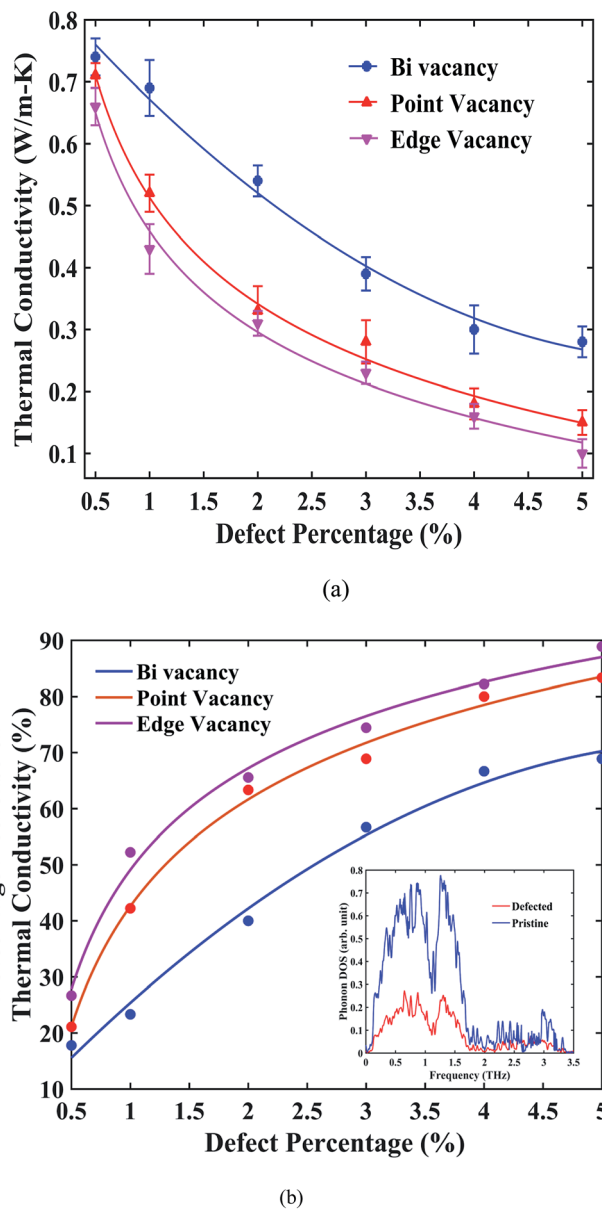 0.8
0.7
0.6
0.5
0.4
0.3
0.2
0.1
Thermal Conductivity (W/m-K)
Bi vacancy
Point Vacancy
Edge Vacancy
0.5 1 1.5 2 2.5 3 3.5 4 4.5 5
Defect Percentage (%)
(a)
90
80
70
60
50
40
30
20
10
Thermal Conductivity (%)
Bi vacancy
Point Vacancy
Edge Vacancy
0.8
0.7
0.6
0.5
0.4
0.3
0.2
0.1
0
Phonon DOS (arb. unit)
Defected
Pristine
0 0.5 1 1.5 2 2.5 3 3.5
Frequency (THz)
0.5 1 1.5 2 2.5 3 3.5 4 4.5 5
Defect Percentage (%)
(b)